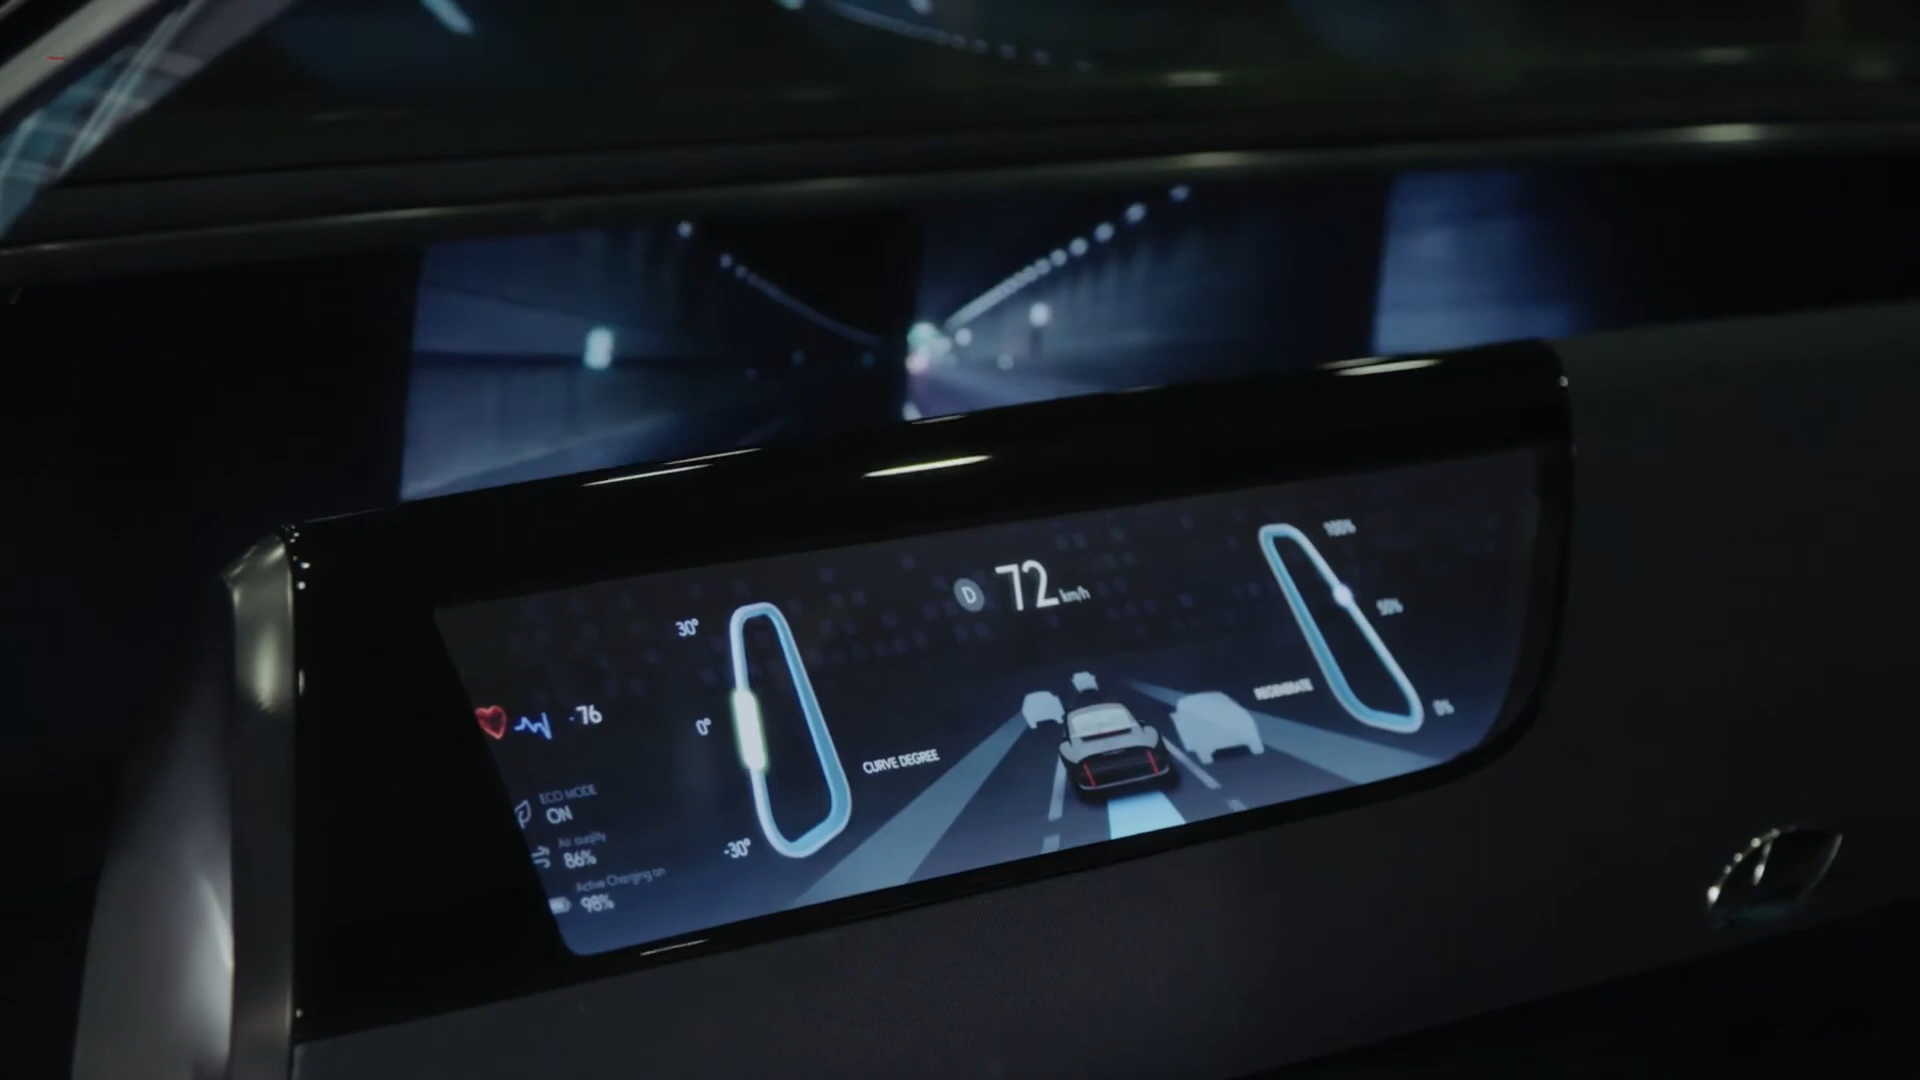 D 72 km/h
100%
50%
0%
REGENERATE
30°
0°
-30°
CURVE DEGREE
76
ECO MODE
ON
Air quality
86%
Active Charging on
98%